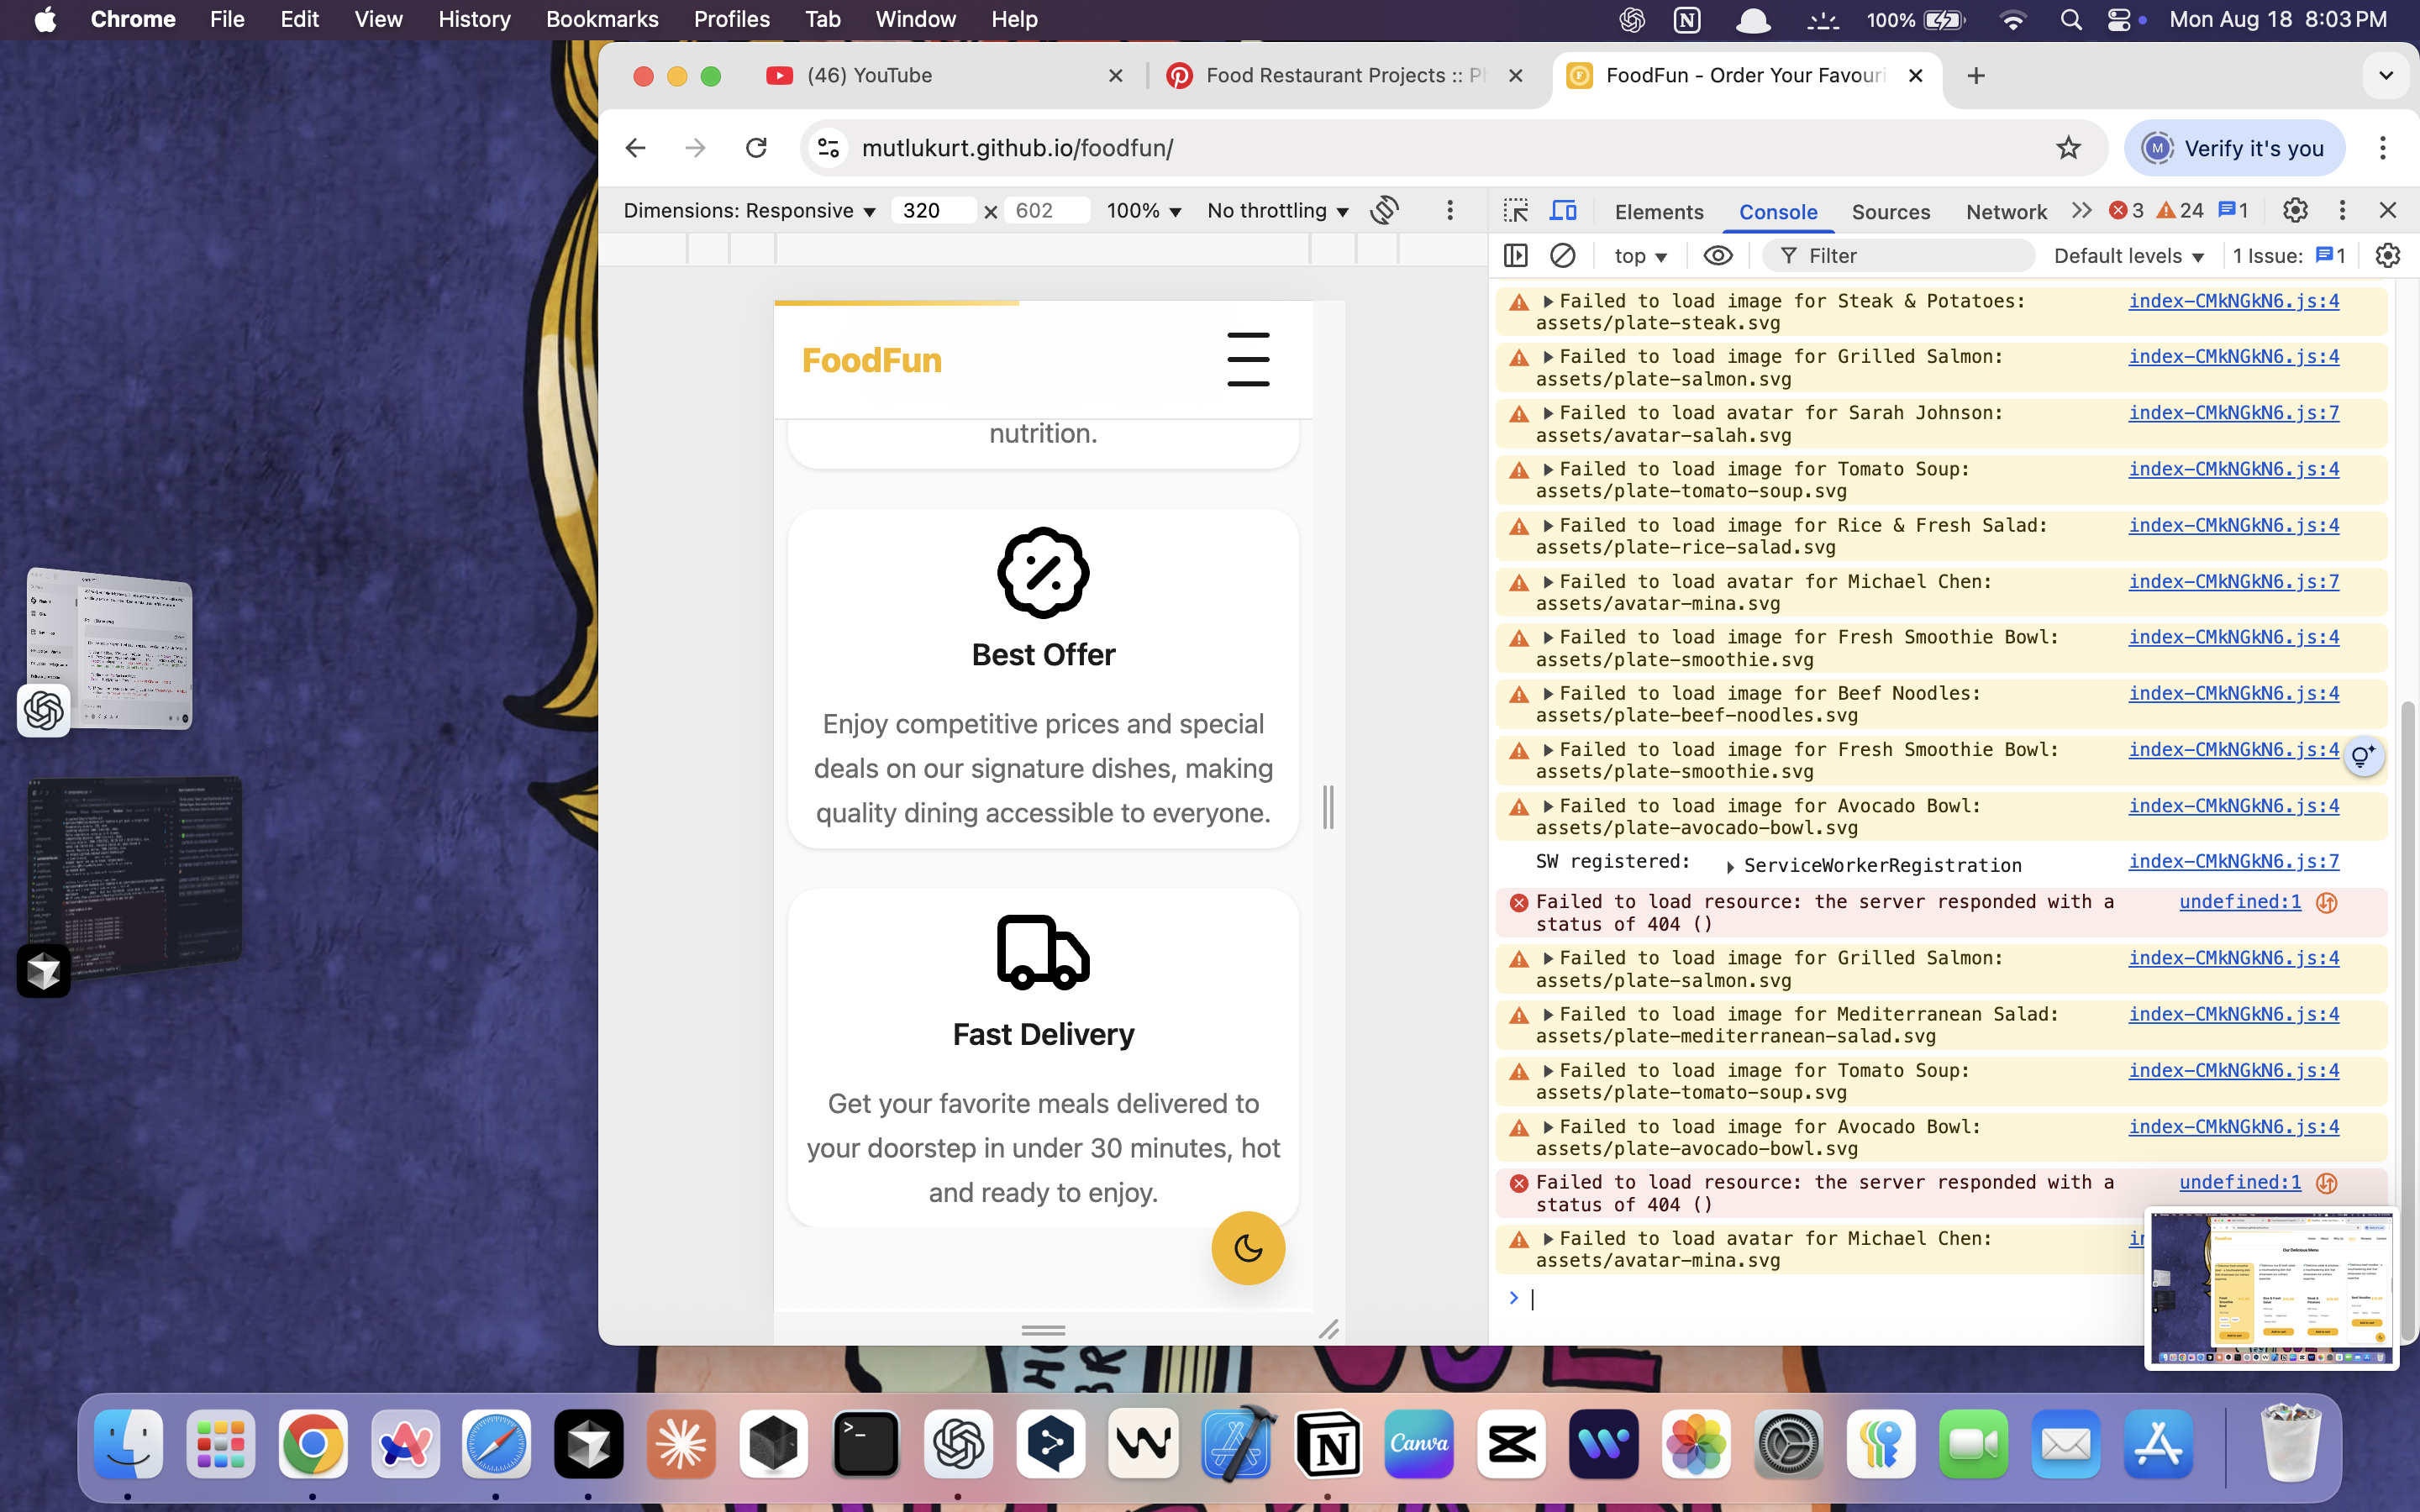 Chrome File Edit View History Bookmarks Profiles Tab Window Help
100% Mon Aug 18 8:03 PM
(46) YouTube
Food Restaurant Projects ::
FoodFun - Order Your Favouri
mutlukurt.github.io/foodfun/
M Verify it's you
Dimensions: Responsive 320 × 602 100% No throttling
Elements Console Sources Network 3 24 1
top Filter Default levels 1 Issue: 1
FoodFun
nutrition.
Best Offer
Enjoy competitive prices and special
deals on our signature dishes, making
quality dining accessible to everyone.
Fast Delivery
Get your favorite meals delivered to
your doorstep in under 30 minutes, hot
and ready to enjoy.
Failed to load image for Steak & Potatoes: index-CMkNGkN6.js:4
assets/plate-steak.svg
Failed to load image for Grilled Salmon: index-CMkNGkN6.js:4
assets/plate-salmon.svg
Failed to load avatar for Sarah Johnson: index-CMkNGkN6.js:7
assets/avatar-salah.svg
Failed to load image for Tomato Soup: index-CMkNGkN6.js:4
assets/plate-tomato-soup.svg
Failed to load image for Rice & Fresh Salad: index-CMkNGkN6.js:4
assets/plate-rice-salad.svg
Failed to load avatar for Michael Chen: index-CMkNGkN6.js:7
assets/avatar-mina.svg
Failed to load image for Fresh Smoothie Bowl: index-CMkNGkN6.js:4
assets/plate-smoothie.svg
Failed to load image for Beef Noodles: index-CMkNGkN6.js:4
assets/plate-beef-noodles.svg
Failed to load image for Fresh Smoothie Bowl: index-CMkNGkN6.js:4
assets/plate-smoothie.svg
Failed to load image for Avocado Bowl: index-CMkNGkN6.js:4
assets/plate-avocado-bowl.svg
SW registered: ServiceWorkerRegistration index-CMkNGkN6.js:7
Failed to load resource: the server responded with a undefined:1
status of 404 ()
Failed to load image for Grilled Salmon: index-CMkNGkN6.js:4
assets/plate-salmon.svg
Failed to load image for Mediterranean Salad: index-CMkNGkN6.js:4
assets/plate-mediterranean-salad.svg
Failed to load image for Tomato Soup: index-CMkNGkN6.js:4
assets/plate-tomato-soup.svg
Failed to load image for Avocado Bowl: index-CMkNGkN6.js:4
assets/plate-avocado-bowl.svg
Failed to load resource: the server responded with a undefined:1
status of 404 ()
Failed to load avatar for Michael Chen:
assets/avatar-mina.svg
FoodFun
Our Delicious Menu
Canva